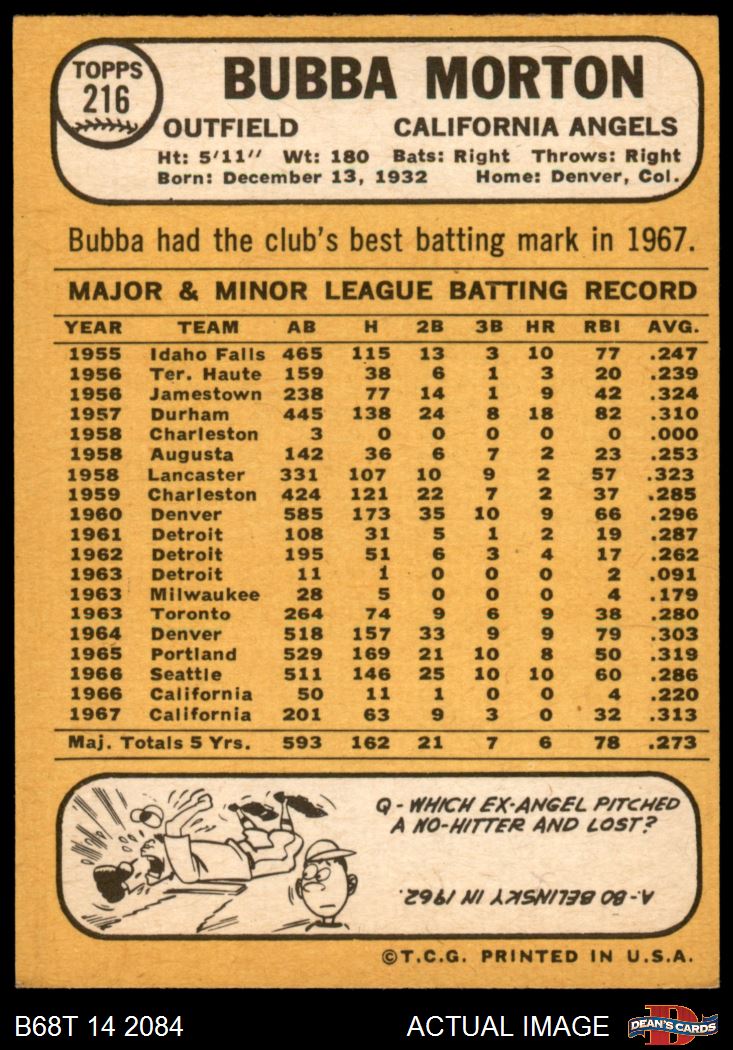 TOPPS
216
BUBBA MORTON
OUTFIELD CALIFORNIA ANGELS
Ht: 5'11'' Wt: 180 Bats: Right Throws: Right
Born: December 13, 1932 Home: Denver, Col.
Bubba had the club's best batting mark in 1967.
MAJOR & MINOR LEAGUE BATTING RECORD
YEAR TEAM AB H 2B 3B HR RBI AVG.
1955 Idaho Falls 465 115 13 3 10 77 .247
1956 Ter. Haute 159 38 6 1 3 20 .239
1956 Jamestown 238 77 14 1 9 42 .324
1957 Durham 445 138 24 8 18 82 .310
1958 Charleston 3 0 0 0 0 0 .000
1958 Augusta 142 36 6 7 2 23 .253
1958 Lancaster 331 107 10 9 2 57 .323
1959 Charleston 424 121 22 7 2 37 .285
1960 Denver 585 173 35 10 9 66 .296
1961 Detroit 108 31 5 1 2 19 .287
1962 Detroit 195 51 6 3 4 17 .262
1963 Detroit 11 1 0 0 0 2 .091
1963 Milwaukee 28 5 0 0 0 4 .179
1963 Toronto 264 74 9 6 9 38 .280
1964 Denver 518 157 33 9 9 79 .303
1965 Portland 529 169 21 10 8 50 .319
1966 Seattle 511 146 25 10 10 60 .286
1966 California 50 11 1 0 0 4 .220
1967 California 201 63 9 3 0 32 .313
Maj. Totals 5 Yrs. 593 162 21 7 6 78 .273
Q-WHICH EX-ANGEL PITCHED
A NO-HITTER AND LOST?
A-BO BELINSKY IN 1962.
©T.C.G. PRINTED IN U.S.A.
B68T 14 2084 ACTUAL IMAGE DEAN'S CARDS